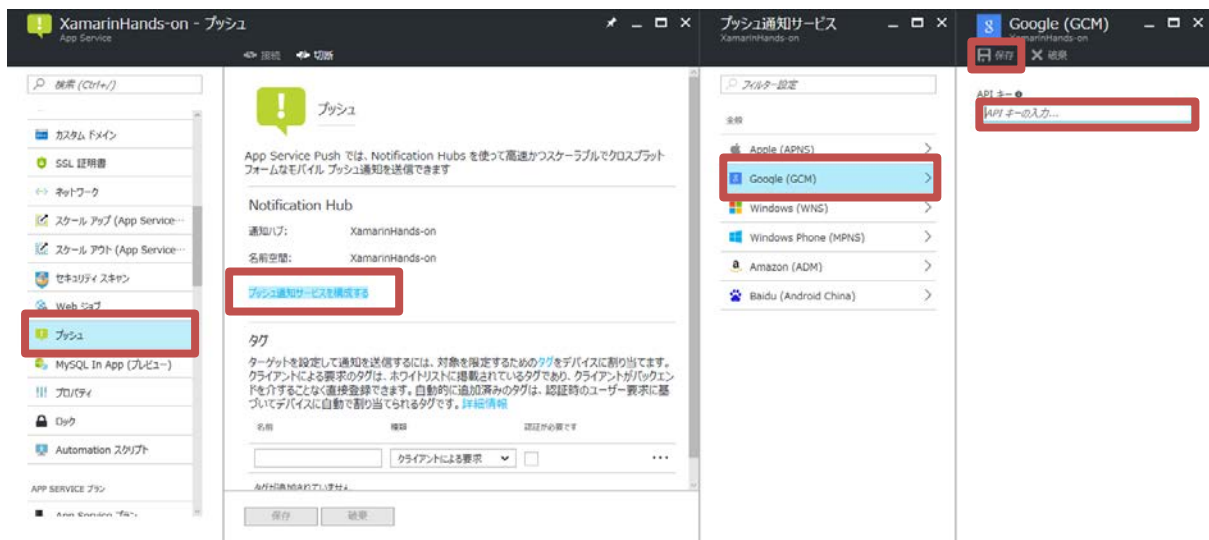 XamarinHands-on - プッシュ
App Service
接続 切断
検索 (Ctrl+/)
カスタム ドメイン
SSL 証明書
ネットワーク
スケール アップ (App Service…
スケール アウト (App Service…
セキュリティ スキャン
Web ジョブ
プッシュ
MySQL In App (プレビュー)
プロパティ
ロック
Automation スクリプト
APP SERVICE プラン
App Service プラン
プッシュ
App Service Push では、Notification Hubs を使って高速かつスケーラブルでクロスプラット
フォームなモバイル プッシュ通知を送信できます
Notification Hub
通知ハブ: XamarinHands-on
名前空間: XamarinHands-on
プッシュ通知サービスを構成する
タグ
ターゲットを設定して通知を送信するには、対象を限定するためのタグをデバイスに割り当てます。
クライアントによる要求のタグは、ホワイトリストに掲載されているタグであり、クライアントがバックエン
ドを介することなく直接登録できます。自動的に追加済みのタグは、認証時のユーザー要求に基
づいてデバイスに自動で割り当てられるタグです。詳細情報
名前 種類 認証が必要です
クライアントによる要求
タグが追加されていません
保存 破棄
プッシュ通知サービス
XamarinHands-on
フィルター設定
全般
Apple (APNS)
Google (GCM)
Windows (WNS)
Windows Phone (MPNS)
Amazon (ADM)
Baidu (Android China)
Google (GCM)
XamarinHands-on
保存 破棄
API キー
API キーの入力...